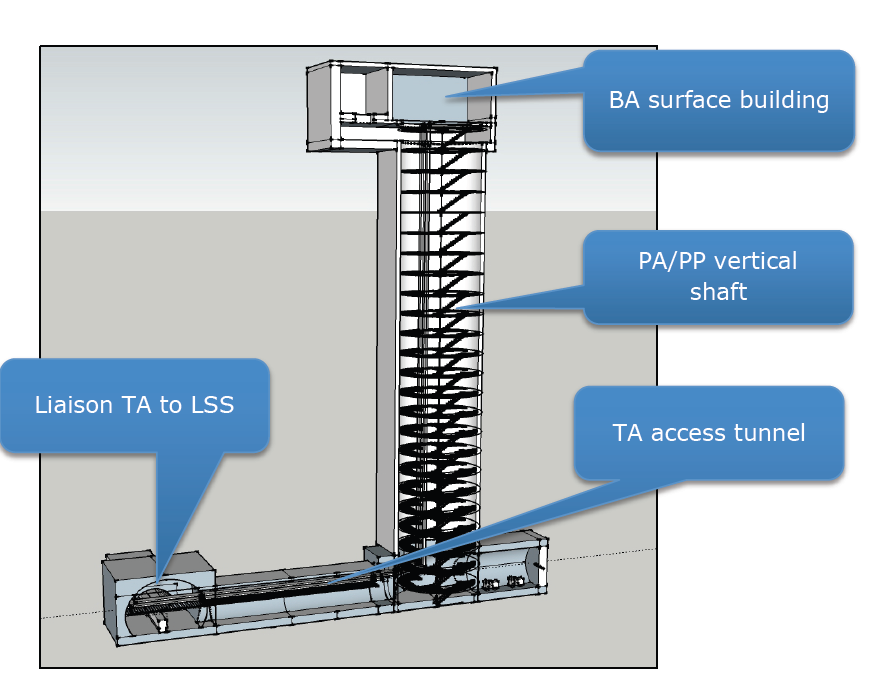 BA surface building
PA/PP vertical
shaft
Liaison TA to LSS
TA access tunnel